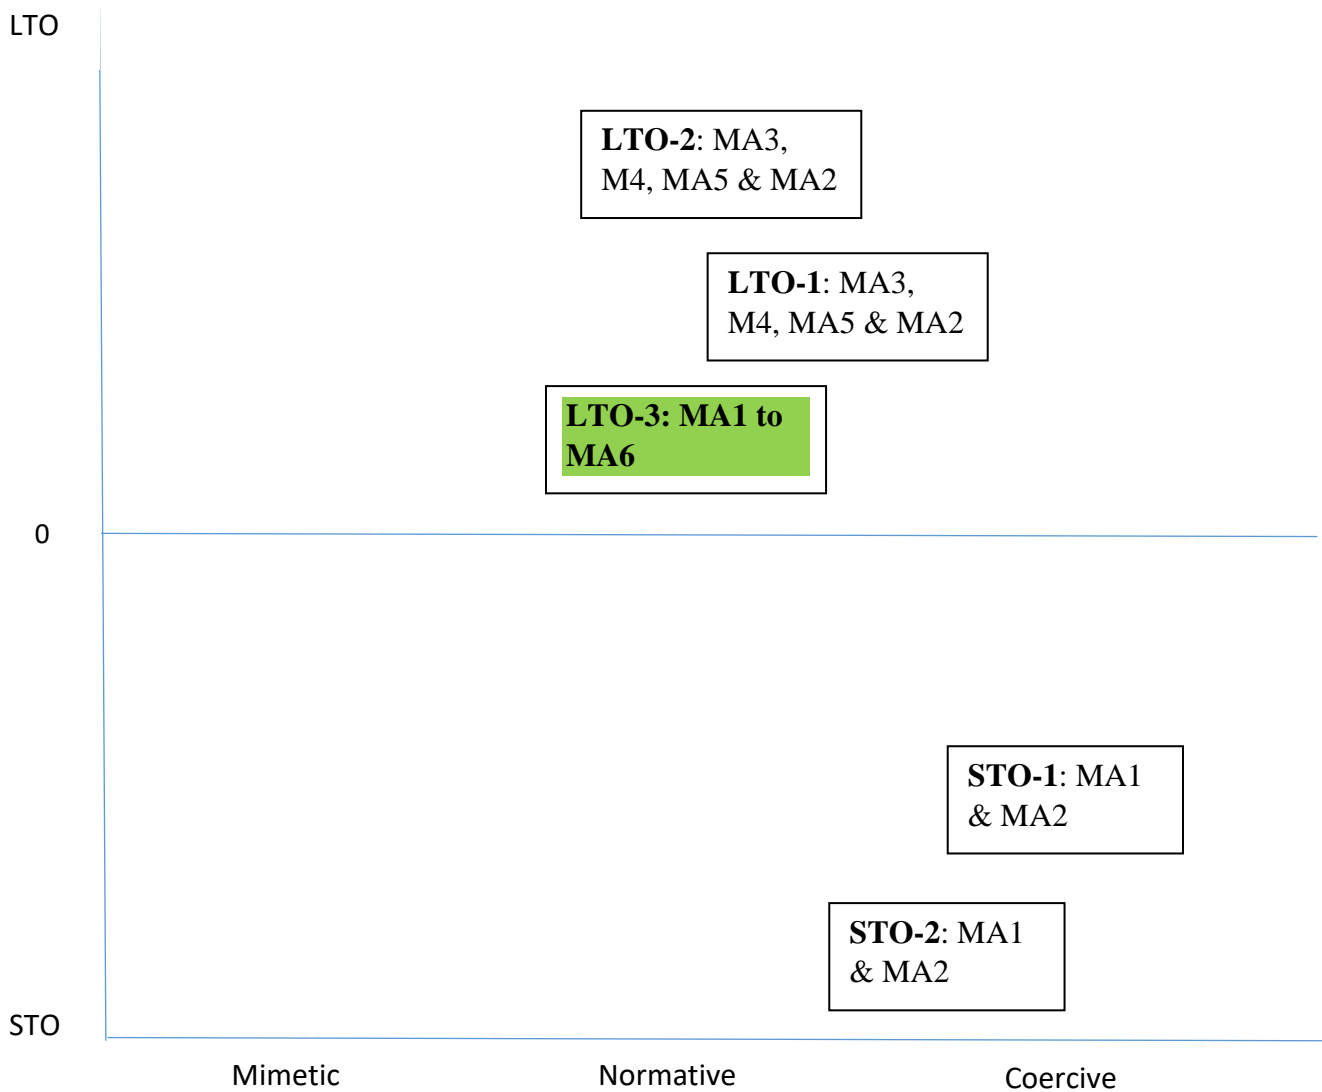 LTO
LTO-2: MA3,
M4, MA5 & MA2
LTO-1: MA3,
M4, MA5 & MA2
LTO-3: MA1 to
MA6
0
STO-1: MA1
& MA2
STO-2: MA1
& MA2
STO
Mimetic
Normative
Coercive